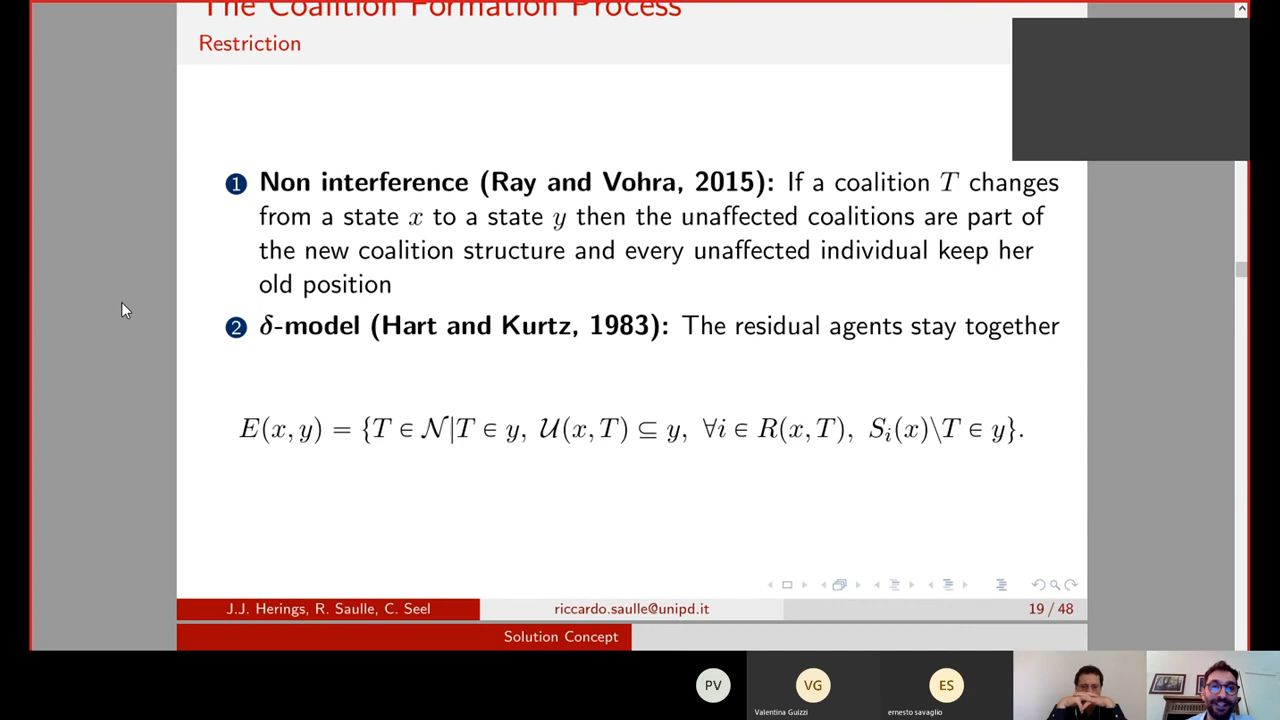 The Coalition Formation Process
Restriction
1 Non interference (Ray and Vohra, 2015): If a coalition T changes
from a state x to a state y then the unaffected coalitions are part of
the new coalition structure and every unaffected individual keep her
old position
2 δ-model (Hart and Kurtz, 1983): The residual agents stay together
E(x, y) = {T ∈ 𝒩|T ∈ y, 𝒰(x, T) ⊆ y, ∀i ∈ R(x, T), Sᵢ(x)\T ∈ y}.
J.J. Herings, R. Saulle, C. Seel
riccardo.saulle@unipd.it
19 / 48
Solution Concept
PV
VG
ES
Valentina Guizzi
ernesto savaglio